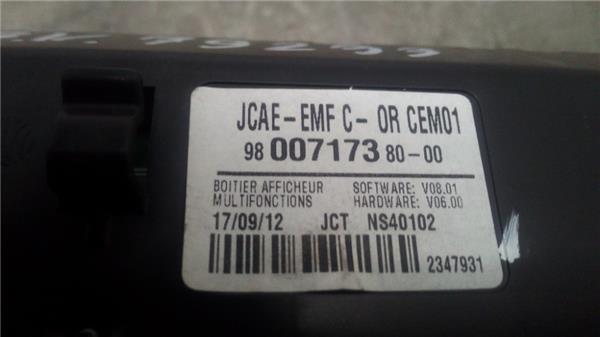 JCAE-EMF C- OR CEM01
98 007173 80-00
BOITIER AFFICHEUR SOFTWARE: V08.01
MULTIFONCTIONS HARDWARE: V06.00
17/09/12 JCT NS40102
2347931